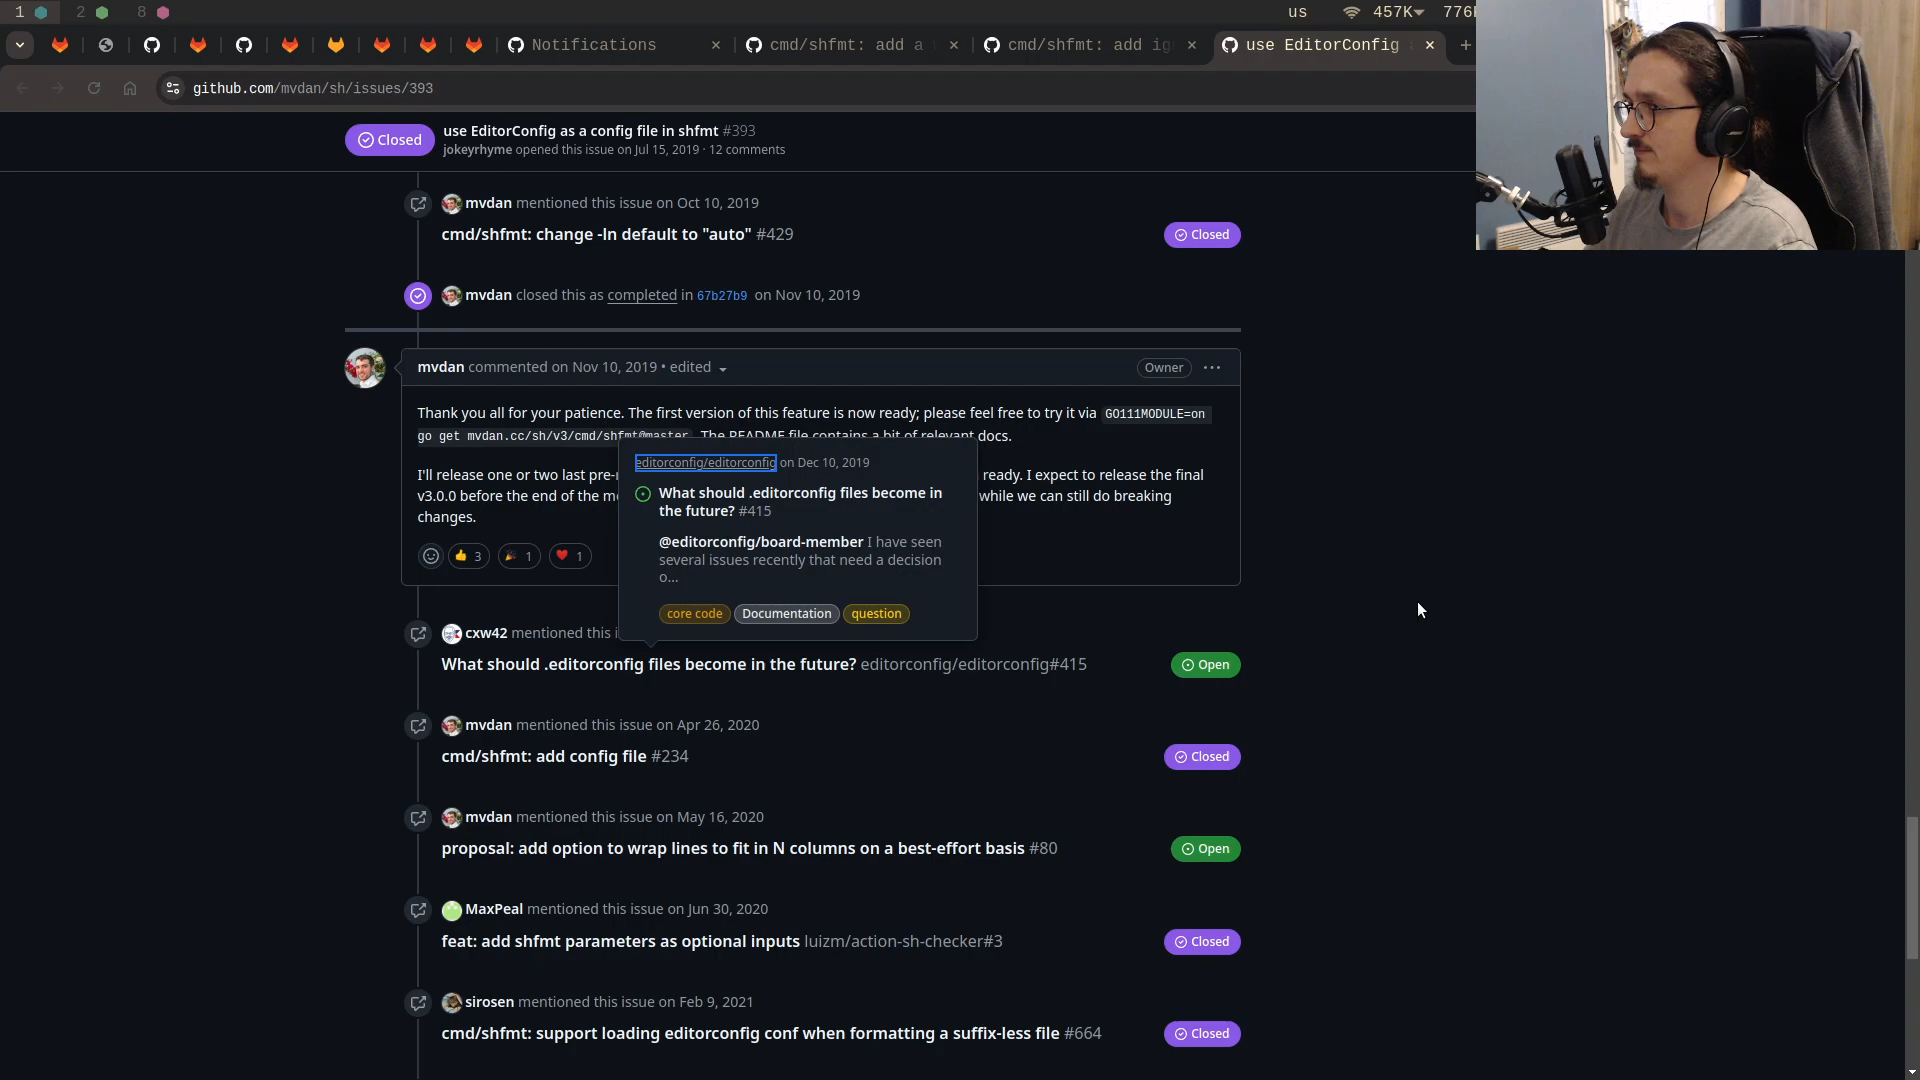 1 2 8 us 457K
Notifications × cmd/shfmt: add a × cmd/shfmt: add ig × use EditorConfig × +
github.com/mvdan/sh/issues/393
Closed use EditorConfig as a config file in shfmt #393
jokeyrhyme opened this issue on Jul 15, 2019 · 12 comments
mvdan mentioned this issue on Oct 10, 2019
cmd/shfmt: change -ln default to "auto" #429 Closed
mvdan closed this as completed in 67b27b9 on Nov 10, 2019
mvdan commented on Nov 10, 2019 • edited Owner
Thank you all for your patience. The first version of this feature is now ready; please feel free to try it via GO111MODULE=on
go get mvdan.cc/sh/v3/cmd/shfmt@master. The README file contains a bit of relevant docs.
I'll release one or two last pre- ready. I expect to release the final
v3.0.0 before the end of the mo while we can still do breaking
changes.
👍 3 🎉 1 ❤️ 1
editorconfig/editorconfig on Dec 10, 2019
What should .editorconfig files become in
the future? #415
@editorconfig/board-member I have seen
several issues recently that need a decision
o...
core code Documentation question
cxw42 mentioned this i
What should .editorconfig files become in the future? editorconfig/editorconfig#415 Open
mvdan mentioned this issue on Apr 26, 2020
cmd/shfmt: add config file #234 Closed
mvdan mentioned this issue on May 16, 2020
proposal: add option to wrap lines to fit in N columns on a best-effort basis #80 Open
MaxPeal mentioned this issue on Jun 30, 2020
feat: add shfmt parameters as optional inputs luizm/action-sh-checker#3 Closed
sirosen mentioned this issue on Feb 9, 2021
cmd/shfmt: support loading editorconfig conf when formatting a suffix-less file #664 Closed